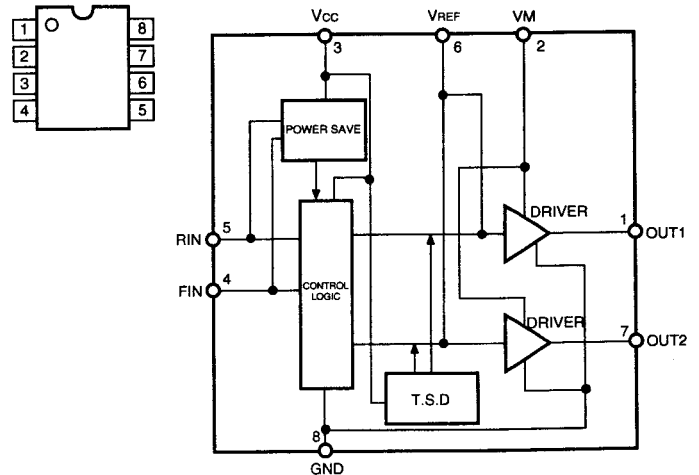 1
2
3
4
8
7
6
5
VCC
3
VREF
6
VM
2
POWER SAVE
RIN
5
FIN
4
CONTROL
LOGIC
DRIVER
1
OUT1
DRIVER
7
OUT2
T.S.D
8
GND